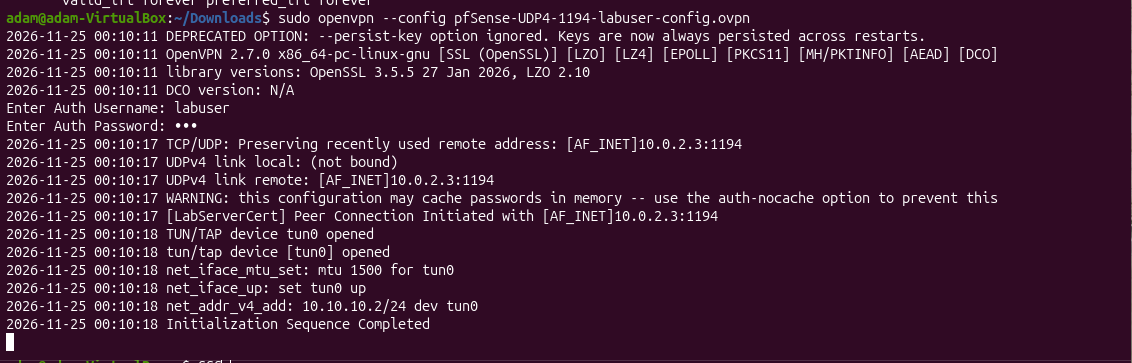 valid_lft forever preferred_lft forever
adam@adam-VirtualBox:~/Downloads$ sudo openvpn --config pfSense-UDP4-1194-labuser-config.ovpn
2026-11-25 00:10:11 DEPRECATED OPTION: --persist-key option ignored. Keys are now always persisted across restarts.
2026-11-25 00:10:11 OpenVPN 2.7.0 x86_64-pc-linux-gnu [SSL (OpenSSL)] [LZO] [LZ4] [EPOLL] [PKCS11] [MH/PKTINFO] [AEAD] [DCO]
2026-11-25 00:10:11 library versions: OpenSSL 3.5.5 27 Jan 2026, LZO 2.10
2026-11-25 00:10:11 DCO version: N/A
Enter Auth Username: labuser
Enter Auth Password: •••
2026-11-25 00:10:17 TCP/UDP: Preserving recently used remote address: [AF_INET]10.0.2.3:1194
2026-11-25 00:10:17 UDPv4 link local: (not bound)
2026-11-25 00:10:17 UDPv4 link remote: [AF_INET]10.0.2.3:1194
2026-11-25 00:10:17 WARNING: this configuration may cache passwords in memory -- use the auth-nocache option to prevent this
2026-11-25 00:10:17 [LabServerCert] Peer Connection Initiated with [AF_INET]10.0.2.3:1194
2026-11-25 00:10:18 TUN/TAP device tun0 opened
2026-11-25 00:10:18 tun/tap device [tun0] opened
2026-11-25 00:10:18 net_iface_mtu_set: mtu 1500 for tun0
2026-11-25 00:10:18 net_iface_up: set tun0 up
2026-11-25 00:10:18 net_addr_v4_add: 10.10.10.2/24 dev tun0
2026-11-25 00:10:18 Initialization Sequence Completed